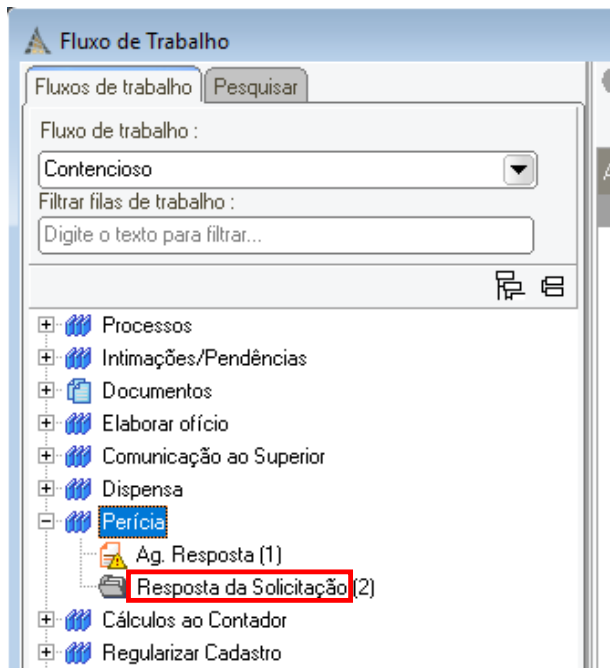 Fluxo de Trabalho
Fluxos de trabalho Pesquisar
Fluxo de trabalho :
Contencioso
Filtrar filas de trabalho :
Digite o texto para filtrar...
Processos
Intimações/Pendências
Documentos
Elaborar ofício
Comunicação ao Superior
Dispensa
Perícia
Ag. Resposta (1)
Resposta da Solicitação (2)
Cálculos ao Contador
Regularizar Cadastro